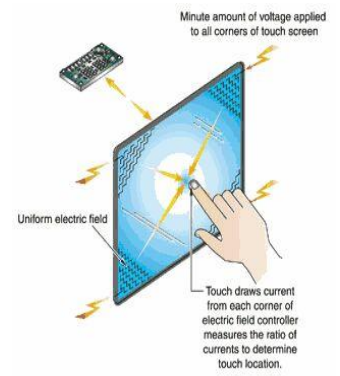 Minute amount of voltage applied
to all corners of touch screen
Uniform electric field
Touch draws current
from each corner of
electric field controller
measures the ratio of
currents to determine
touch location.